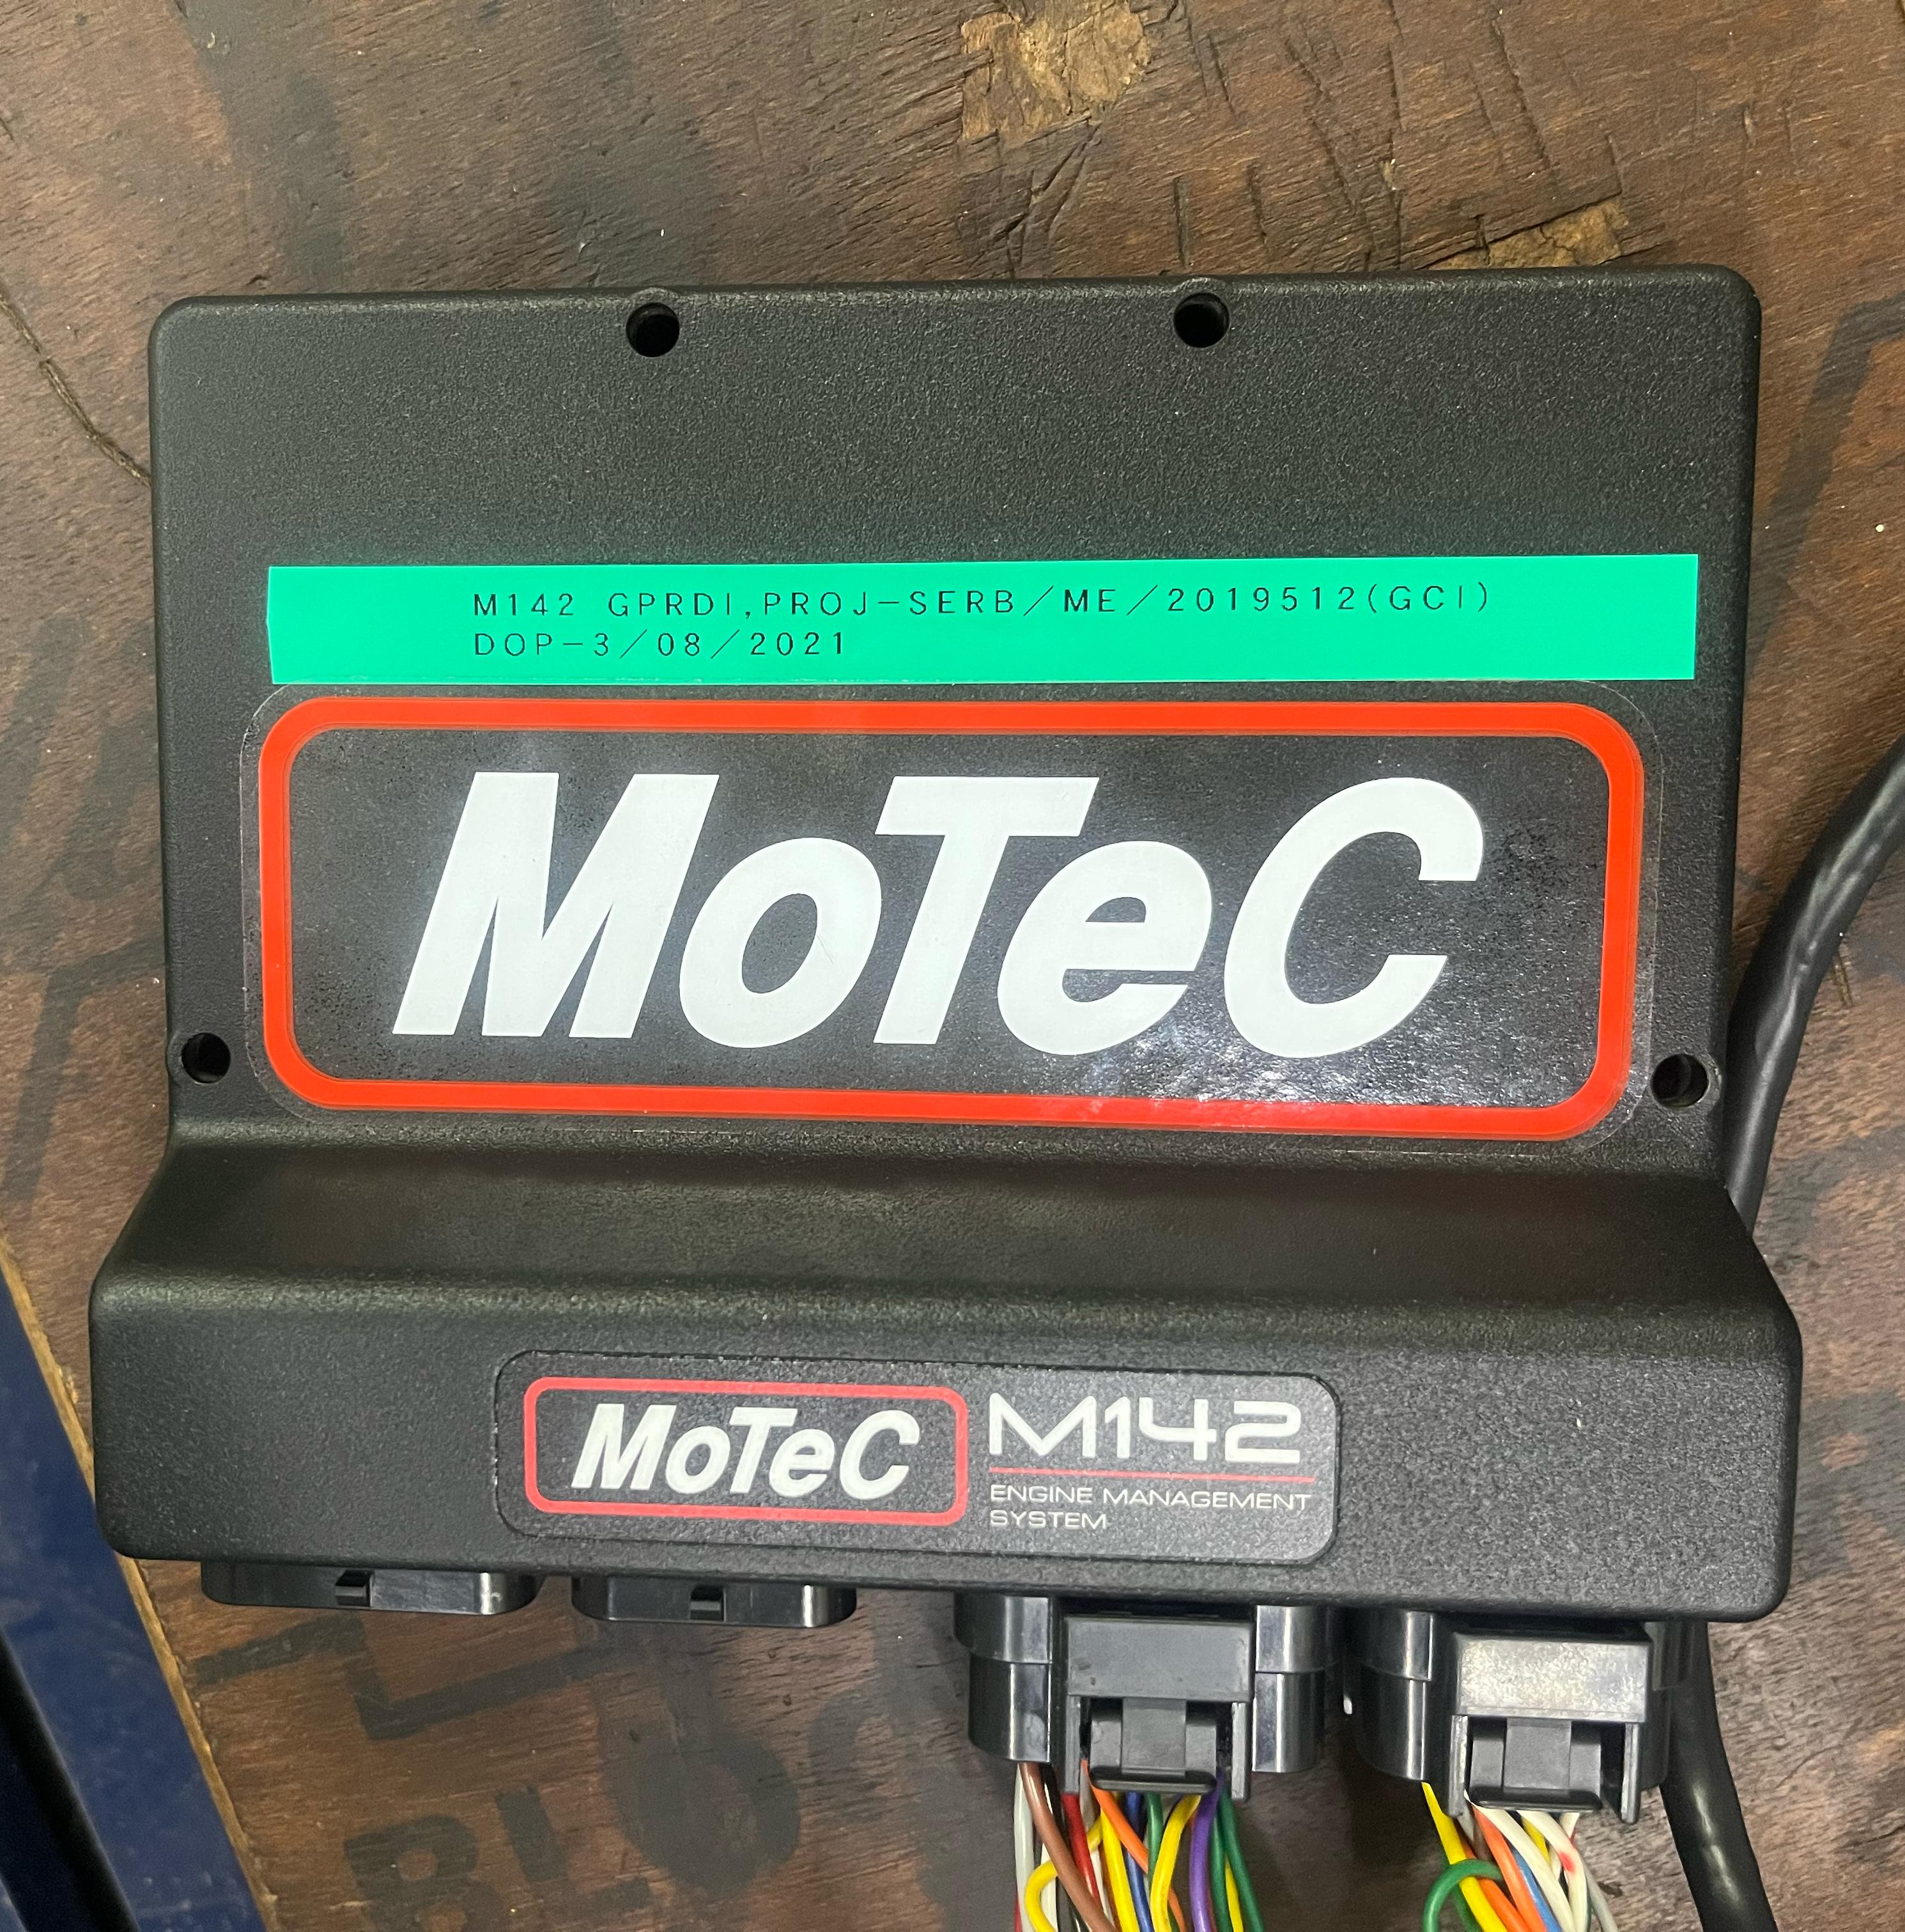 M142 GPRDI,PROJ-SERB/ME/2019512(GCI)
DOP-3/08/2021
MoTeC
MoTeC M142
ENGINE MANAGEMENT
SYSTEM